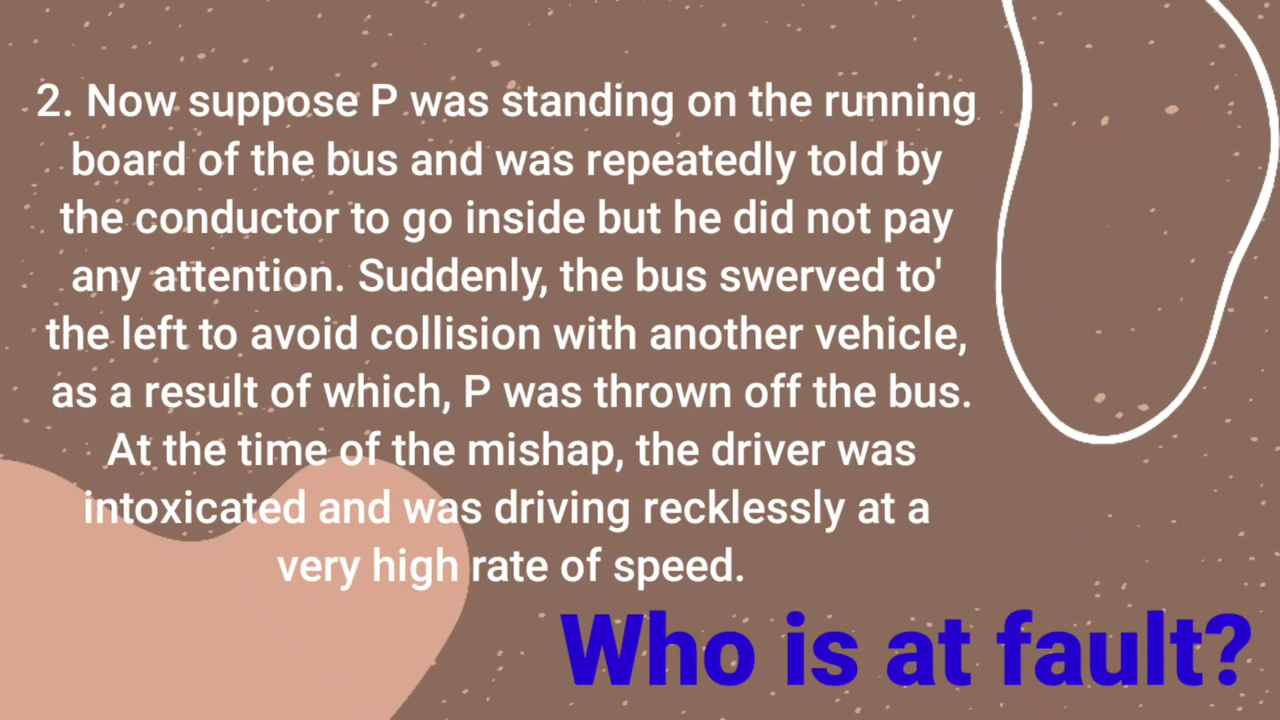 2. Now suppose P was standing on the running
board of the bus and was repeatedly told by
the conductor to go inside but he did not pay
any attention. Suddenly, the bus swerved to'
the left to avoid collision with another vehicle,
as a result of which, P was thrown off the bus.
At the time of the mishap, the driver was
intoxicated and was driving recklessly at a
very high rate of speed.
Who is at fault?